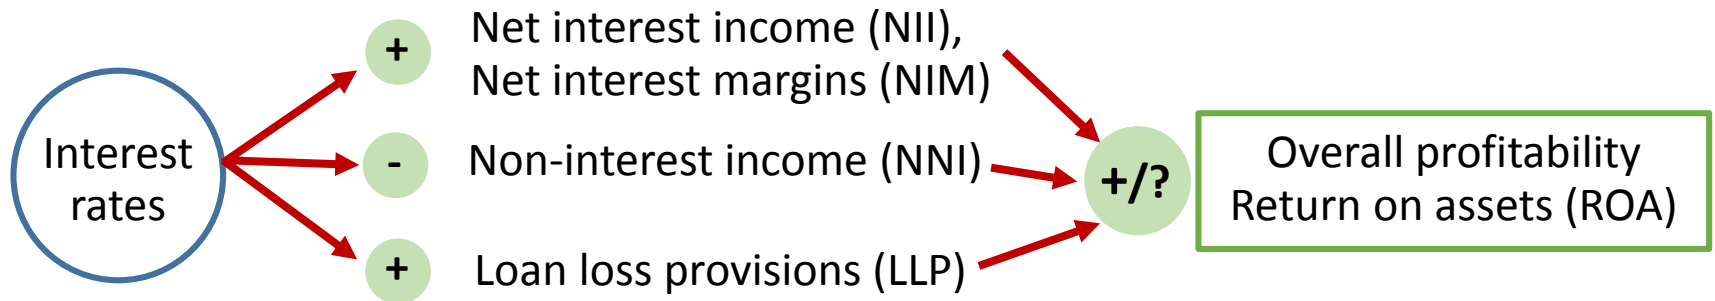 Interest
rates
+
Net interest income (NII),
Net interest margins (NIM)
-
Non-interest income (NNI)
+
Loan loss provisions (LLP)
+/?
Overall profitability
Return on assets (ROA)